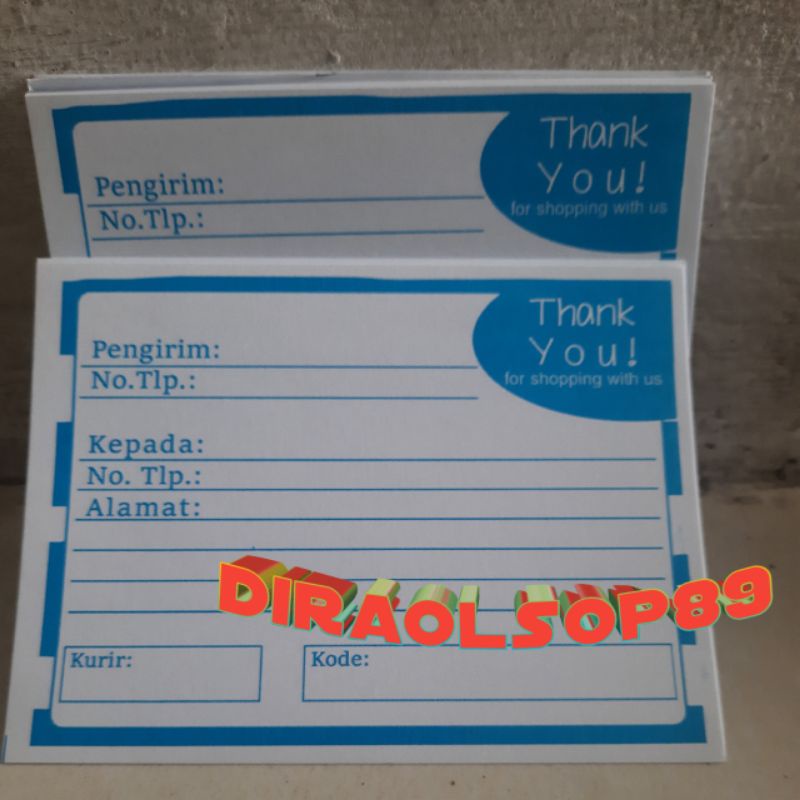 Thank
You!
for shopping with us
Pengirim:
No.Tlp.:
Thank
You!
for shopping with us
Pengirim:
No.Tlp.:
Kepada:
No. Tlp.:
Alamat:
DIRAOLSOP89
Kurir:
Kode: